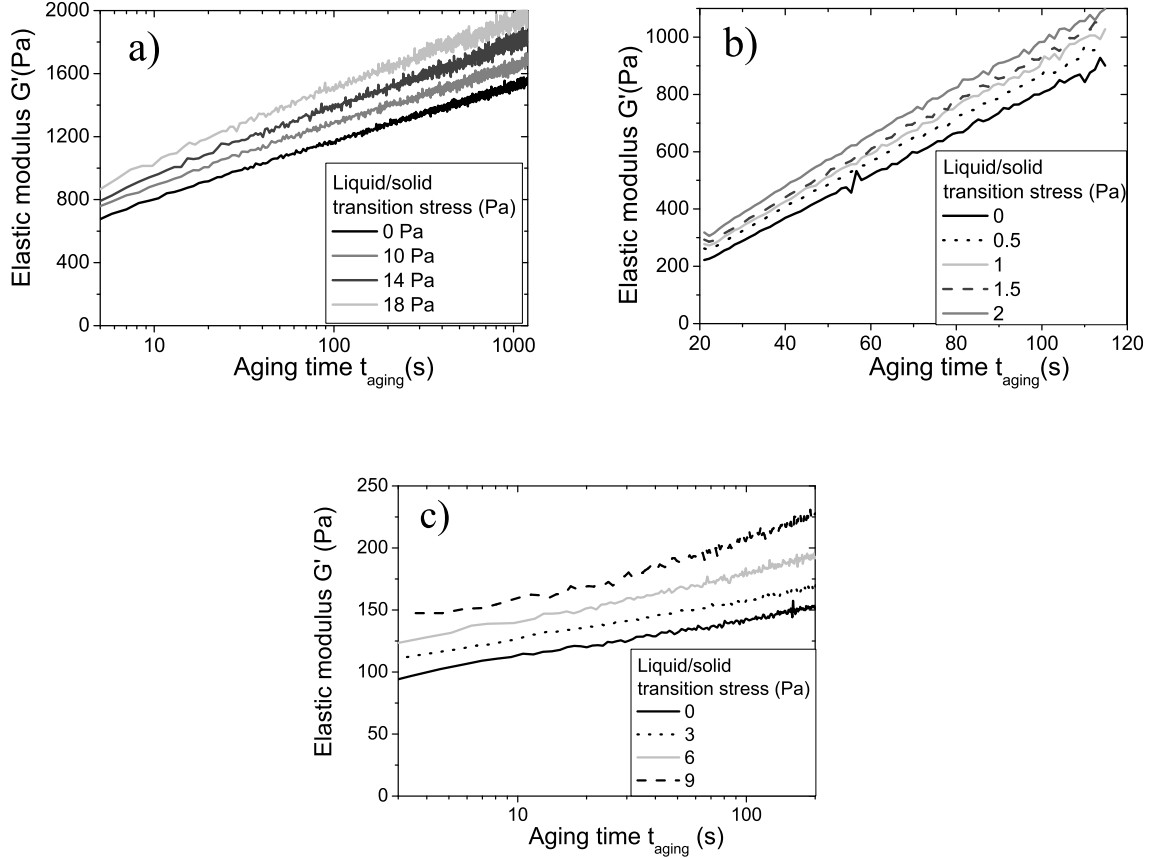 a)
Elastic modulus G'(Pa)
2000
1600
1200
800
400
0
Liquid/solid
transition stress (Pa)
0 Pa
10 Pa
14 Pa
18 Pa
10
100
1000
Aging time t_aging(s)
b)
Elastic modulus G'(Pa)
1000
800
600
400
200
0
Liquid/solid
transition stress (Pa)
0
0.5
1
1.5
2
20
40
60
80
100
120
Aging time t_aging(s)
c)
Elastic modulus G' (Pa)
250
200
150
100
50
0
Liquid/solid
transition stress (Pa)
0
3
6
9
10
100
Aging time t_aging (s)